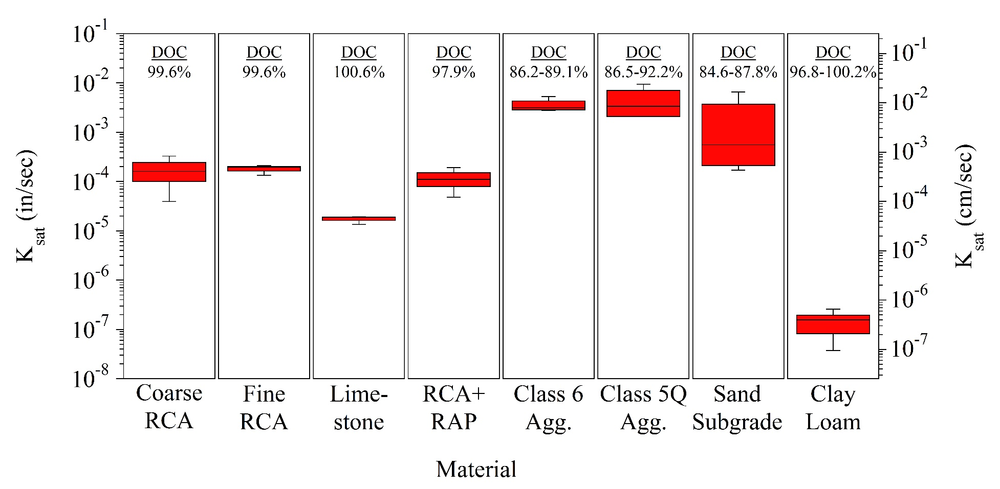 K_sat (in/sec)
10^-1
10^-2
10^-3
10^-4
10^-5
10^-6
10^-7
10^-8
DOC
99.6%
DOC
99.6%
DOC
100.6%
DOC
97.9%
DOC
86.2-89.1%
DOC
86.5-92.2%
DOC
84.6-87.8%
DOC
96.8-100.2%
10^-1
10^-2
10^-3
10^-4
10^-5
10^-6
10^-7
K_sat (cm/sec)
Coarse
RCA
Fine
RCA
Lime-
stone
RCA+
RAP
Class 6
Agg.
Class 5Q
Agg.
Sand
Subgrade
Clay
Loam
Material